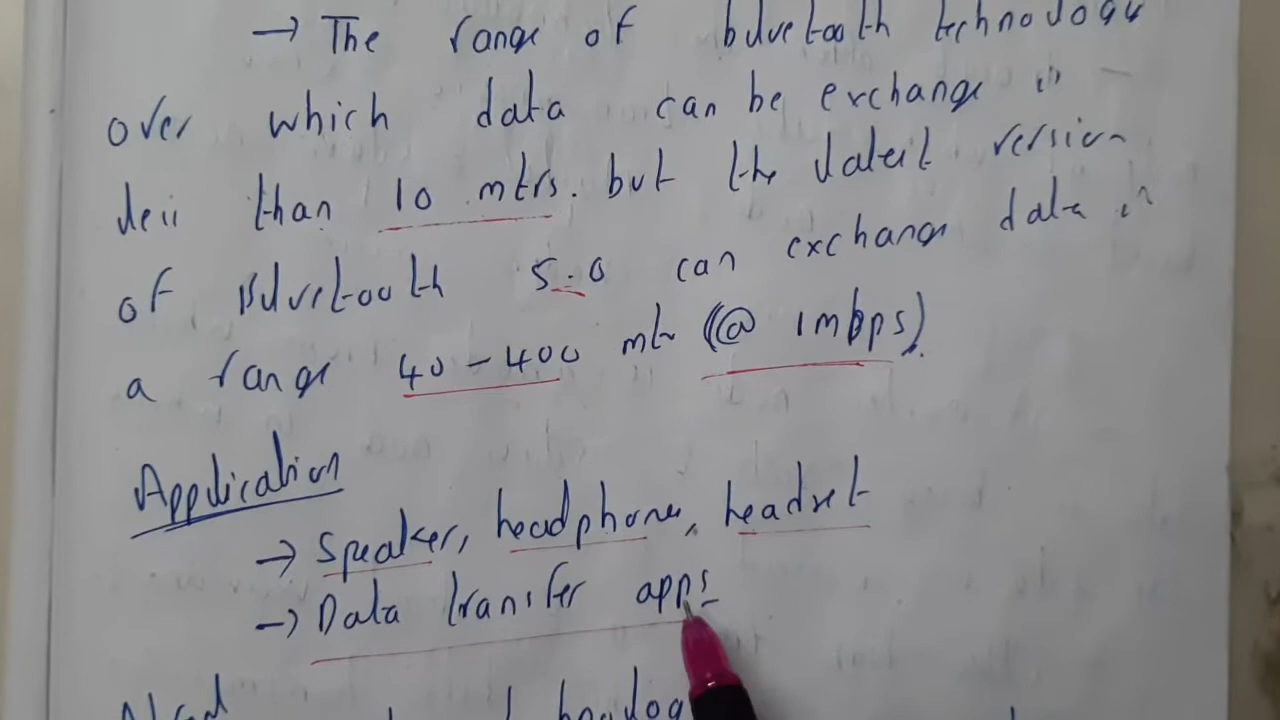 → The range of bluetooth technology
over which data can be exchange is
less than 10 mtrs. but the latest version
of Bluetooth 5.0 can exchange data in
a range 40-400 mtr (@ 1mbps).
Application
→ Speaker, headphone, headset
→ Data transfer apps